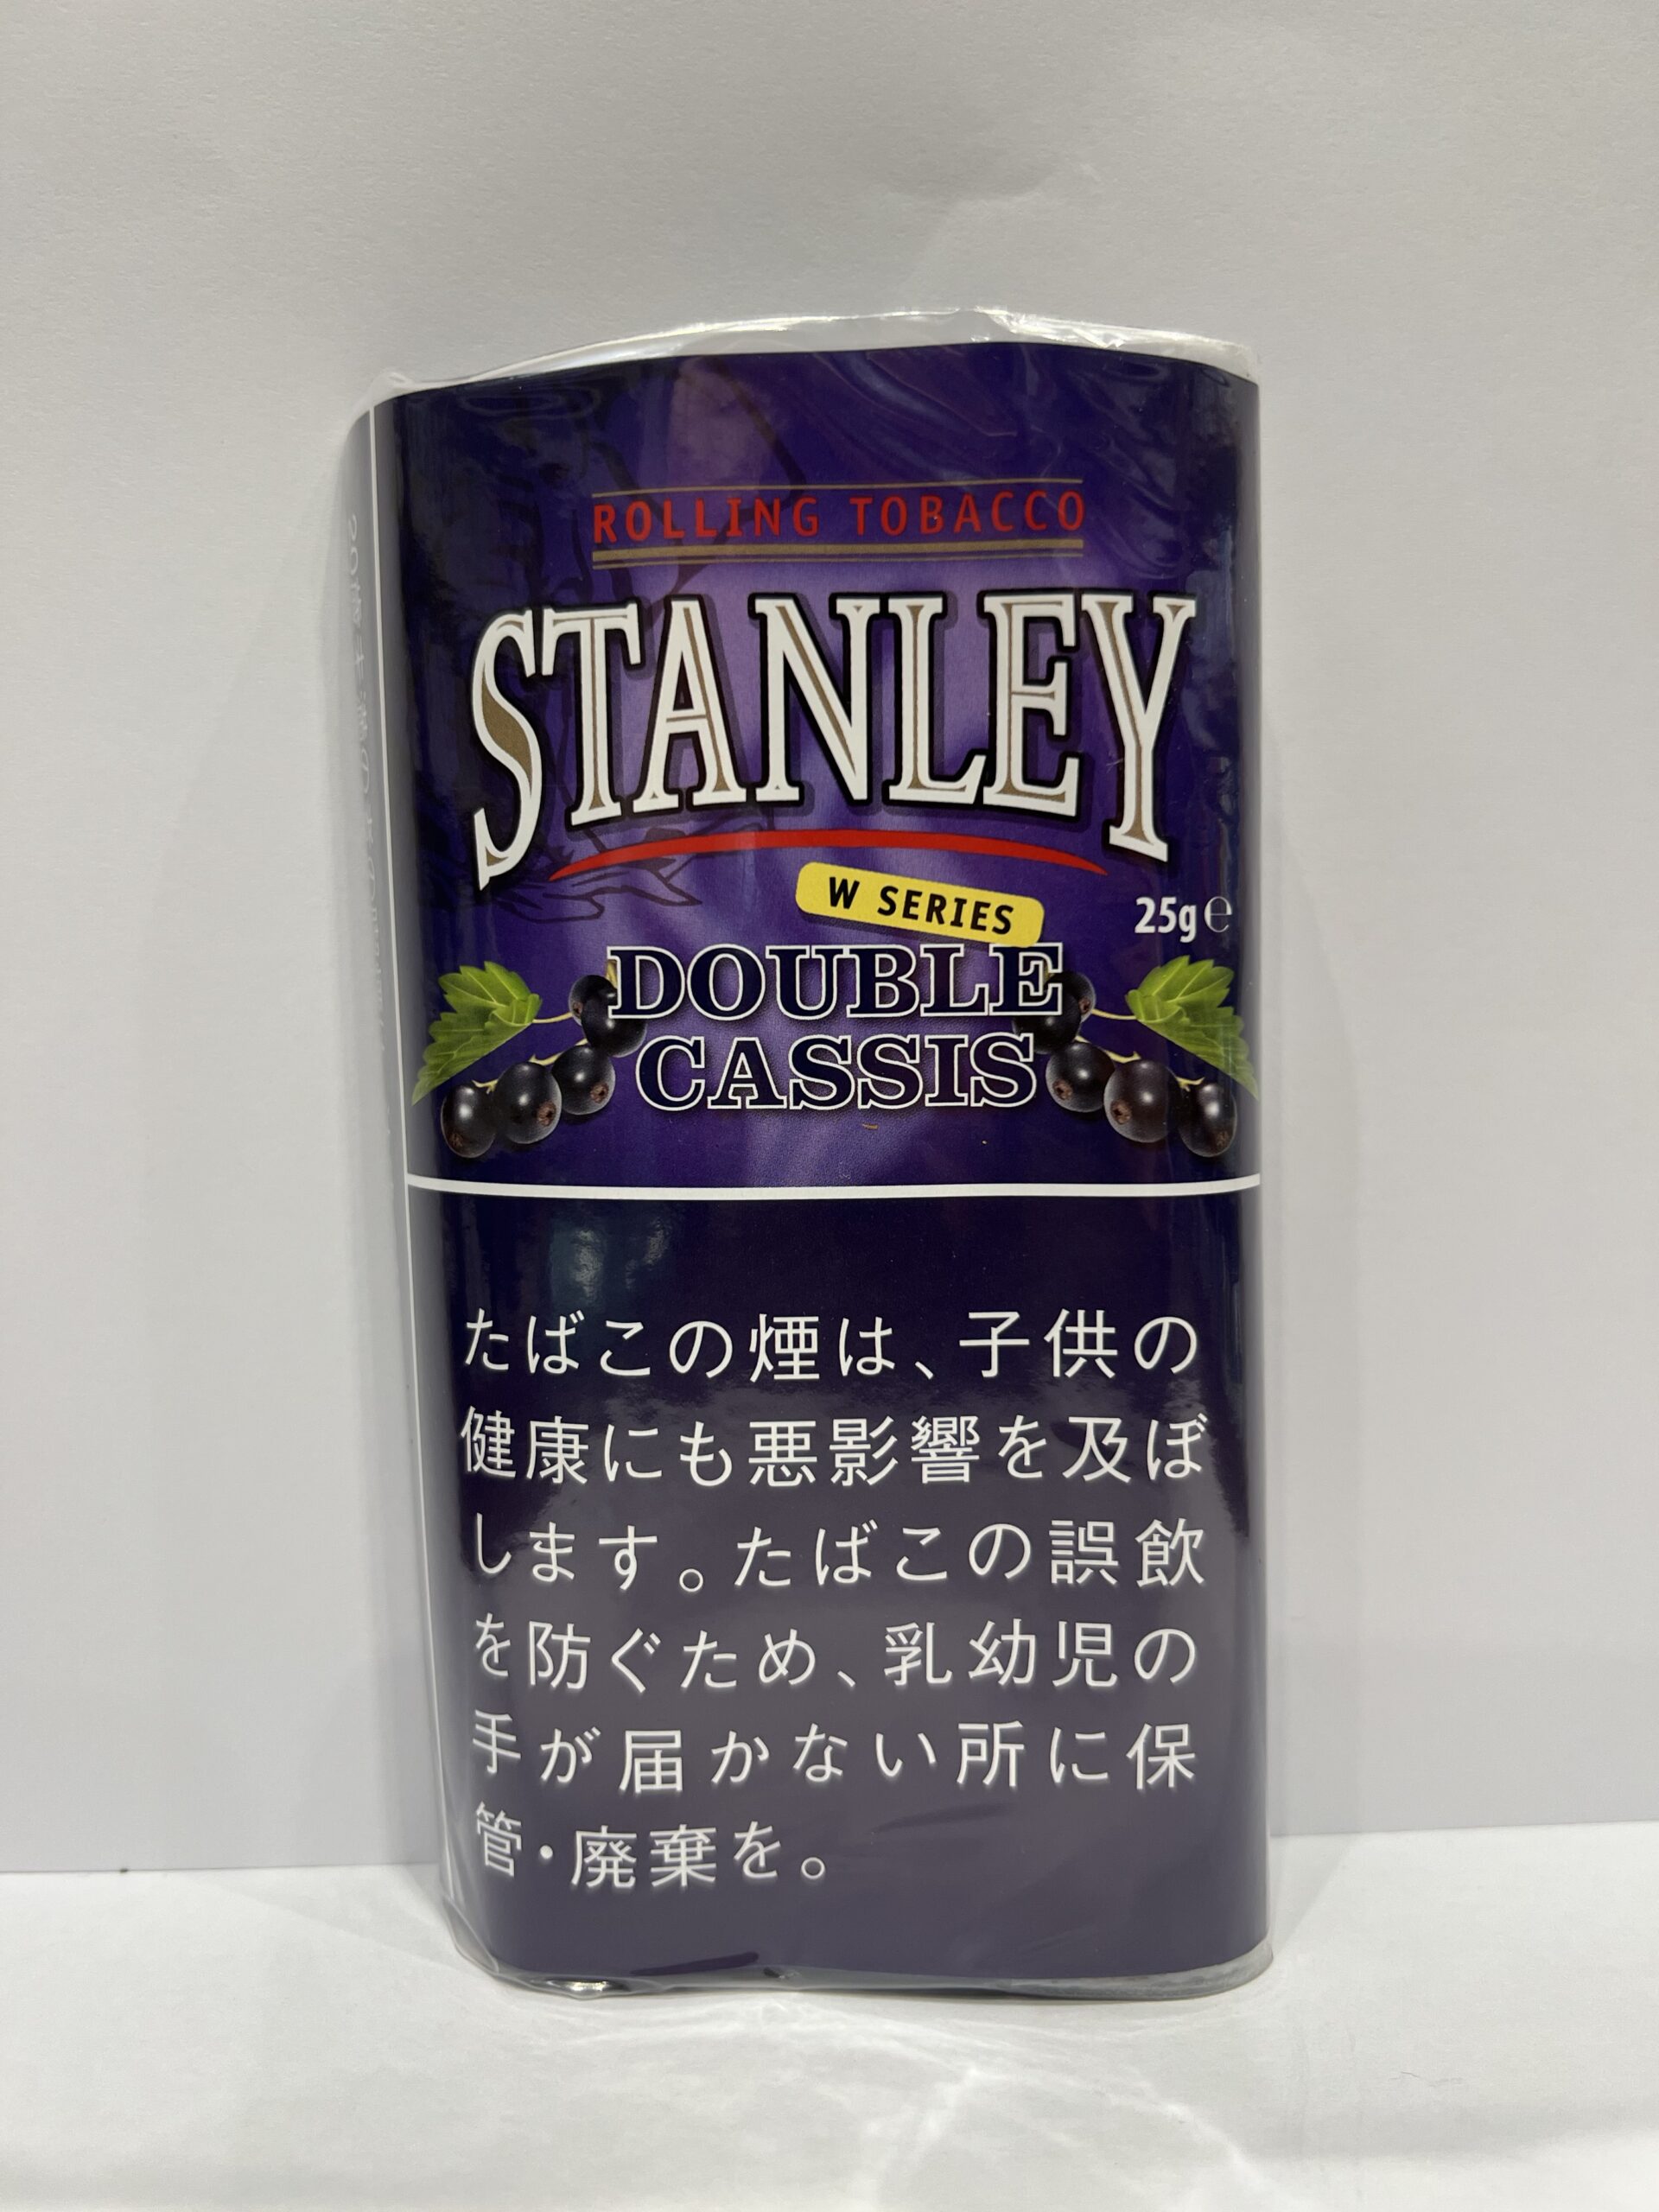 ROLLING TOBACCO
STANLEY
W SERIES
25g ℮
DOUBLE
CASSIS
たばこの煙は、子供の
健康にも悪影響を及ぼ
します。たばこの誤飲
を防ぐため、乳幼児の
手が届かない所に保
管・廃棄を。